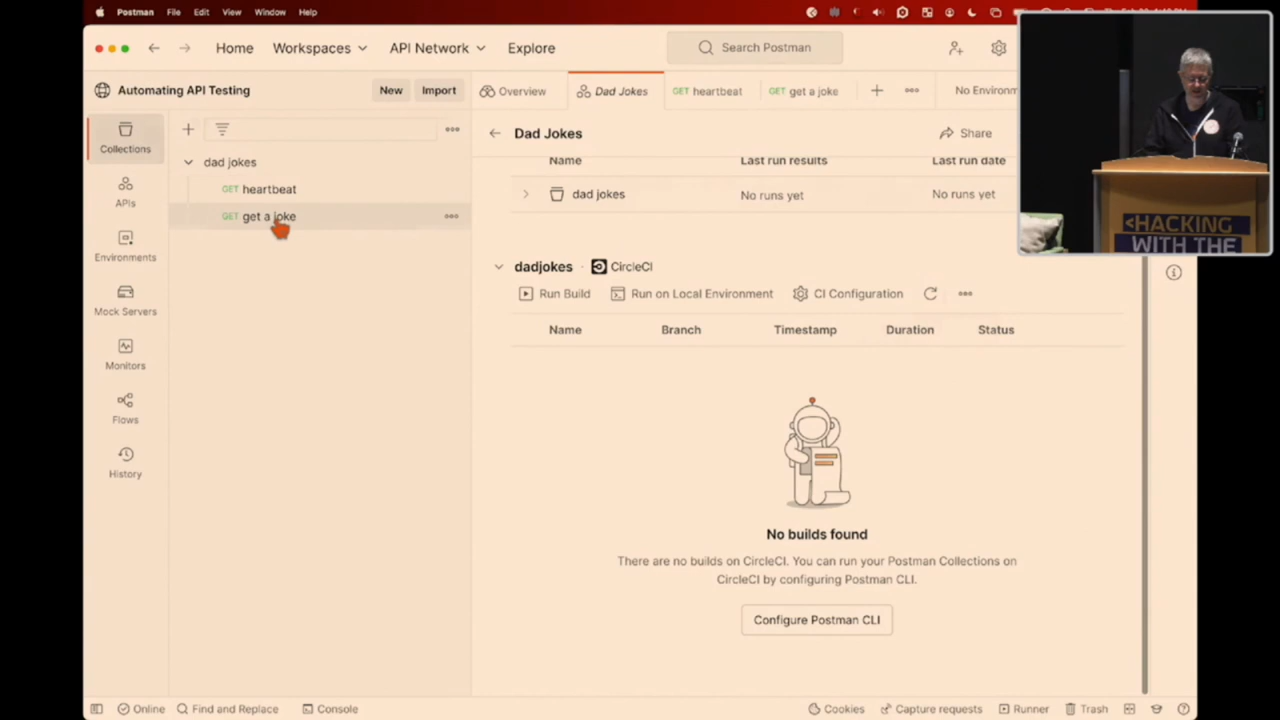 Postman File Edit View Window Help
Home Workspaces API Network Explore Search Postman
Automating API Testing New Import
Overview Dad Jokes GET heartbeat GET get a joke No Environm
Collections
APIs
Environments
Mock Servers
Monitors
Flows
History
dad jokes
GET heartbeat
GET get a joke
Dad Jokes Share
Name Last run results Last run date
dad jokes No runs yet No runs yet
dadjokes · CircleCI
Run Build Run on Local Environment CI Configuration
Name Branch Timestamp Duration Status
No builds found
There are no builds on CircleCI. You can run your Postman Collections on
CircleCI by configuring Postman CLI.
Configure Postman CLI
Online Find and Replace Console Cookies Capture requests Runner Trash
<HACKING
WITH THE